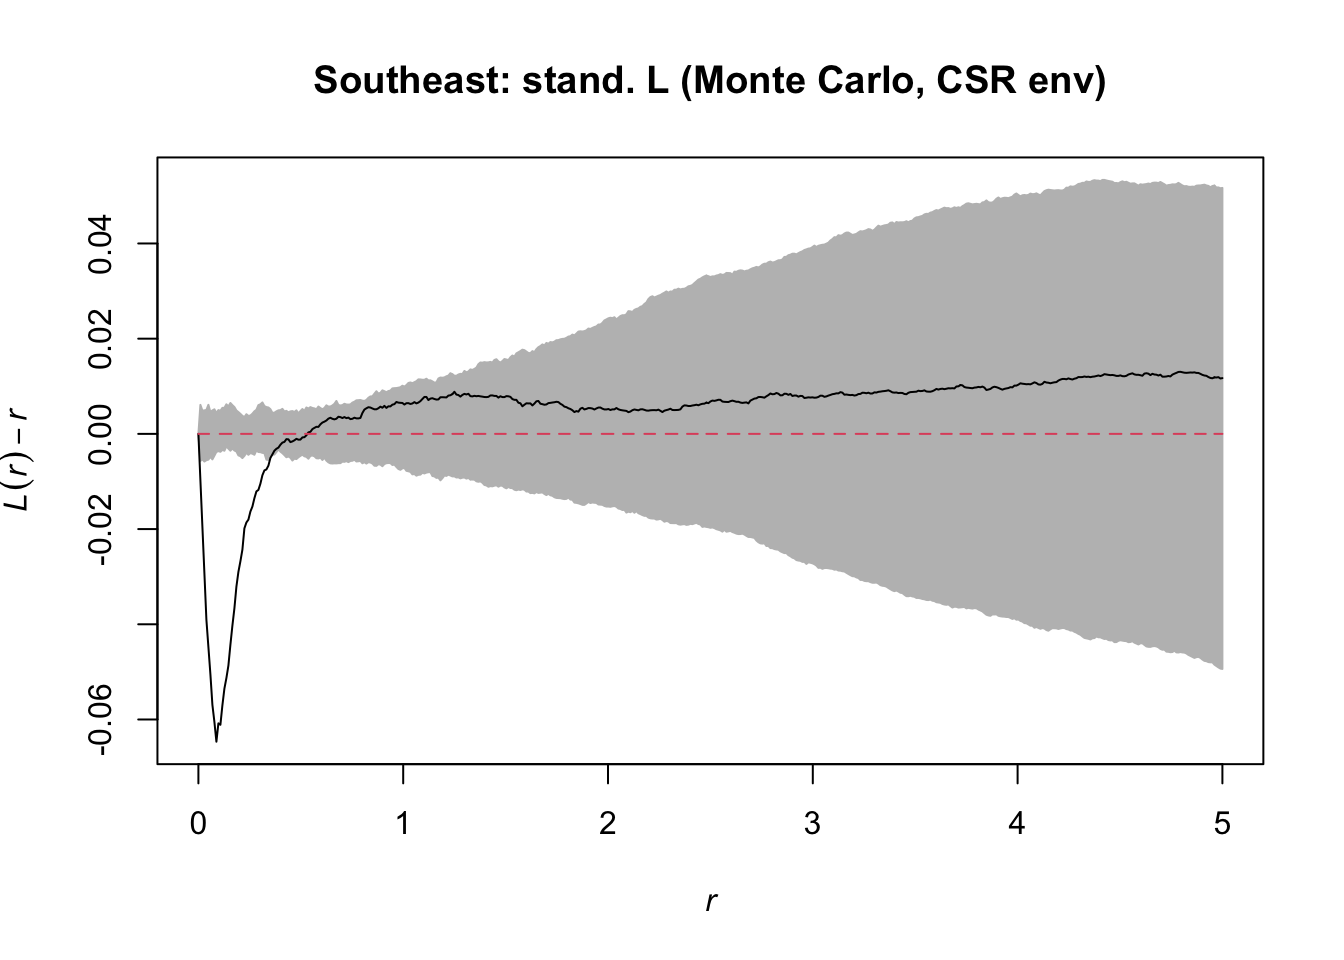 Southeast: stand. L (Monte Carlo, CSR env)
L(r) − r
0.04
0.02
0.00
-0.02
-0.06
0 1 2 3 4 5
r